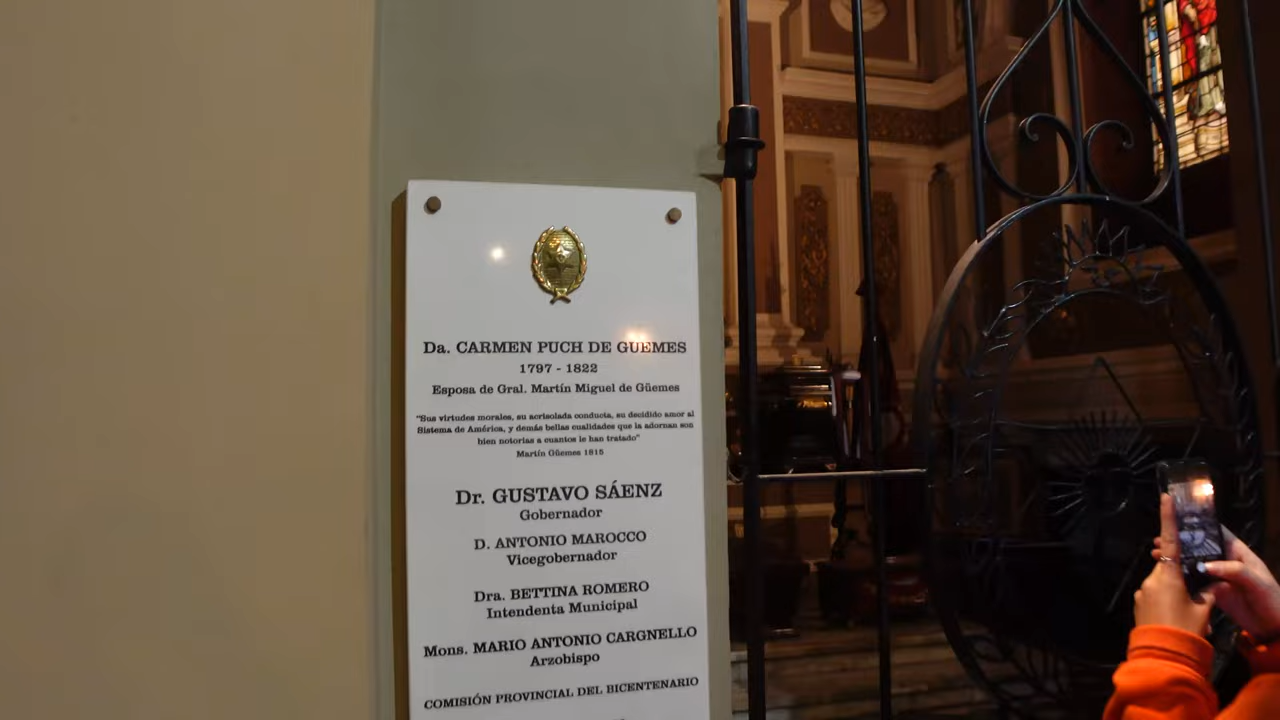 Da. CARMEN PUCH DE GÜEMES
1797 - 1822
Esposa de Gral. Martín Miguel de Güemes
"Sus virtudes morales, su acrisolada conducta, su decidido amor al
Sistema de América, y demás bellas cualidades que la adornan son
bien notorias a cuantos le han tratado"
Martín Güemes 1815
Dr. GUSTAVO SÁENZ
Gobernador
D. ANTONIO MAROCCO
Vicegobernador
Dra. BETTINA ROMERO
Intendenta Municipal
Mons. MARIO ANTONIO CARGNELLO
Arzobispo
COMISIÓN PROVINCIAL DEL BICENTENARIO